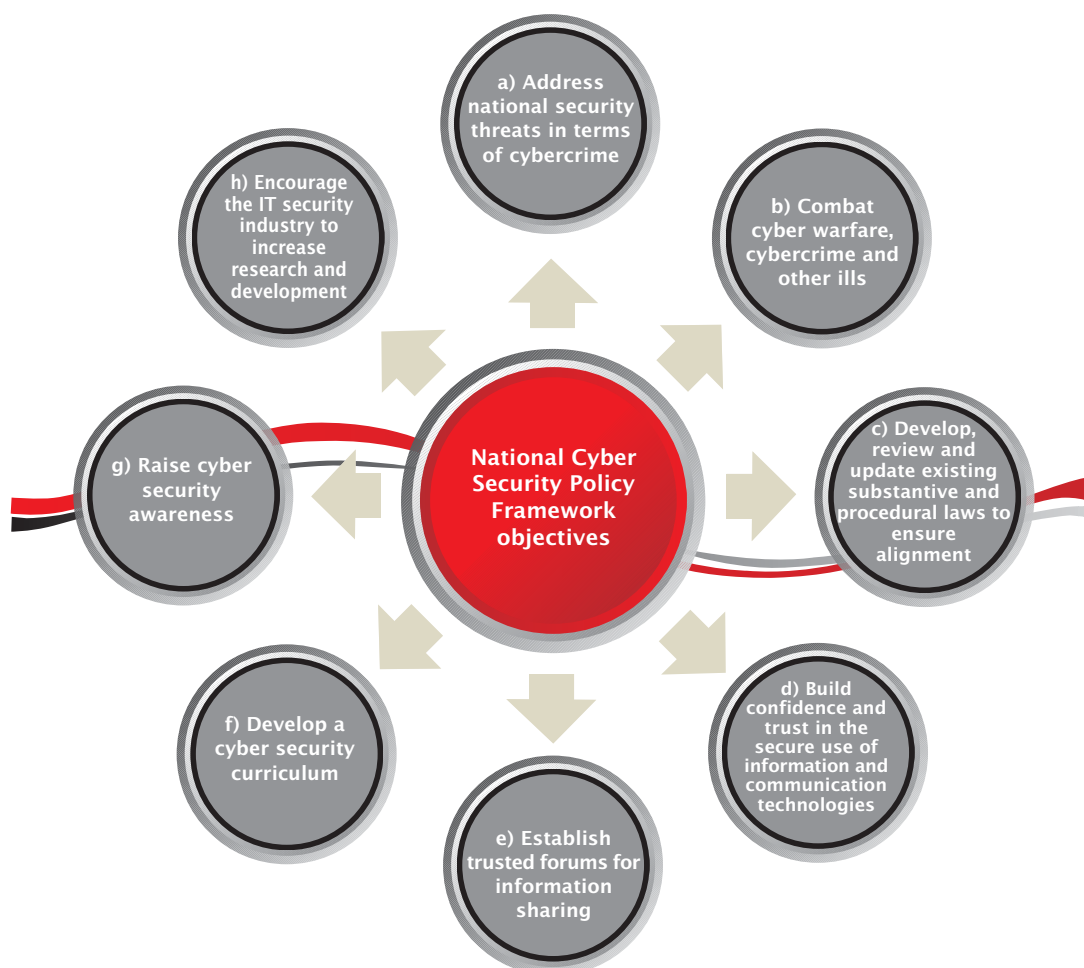 National Cyber
Security Policy
Framework
objectives
a) Address
national security
threats in terms
of cybercrime
b) Combat
cyber warfare,
cybercrime and
other ills
c) Develop,
review and
update existing
substantive and
procedural laws to
ensure
alignment
d) Build
confidence and
trust in the
secure use of
information and
communication
technologies
e) Establish
trusted forums for
information
sharing
f) Develop a
cyber security
curriculum
g) Raise cyber
security
awareness
h) Encourage
the IT security
industry to
increase
research and
development